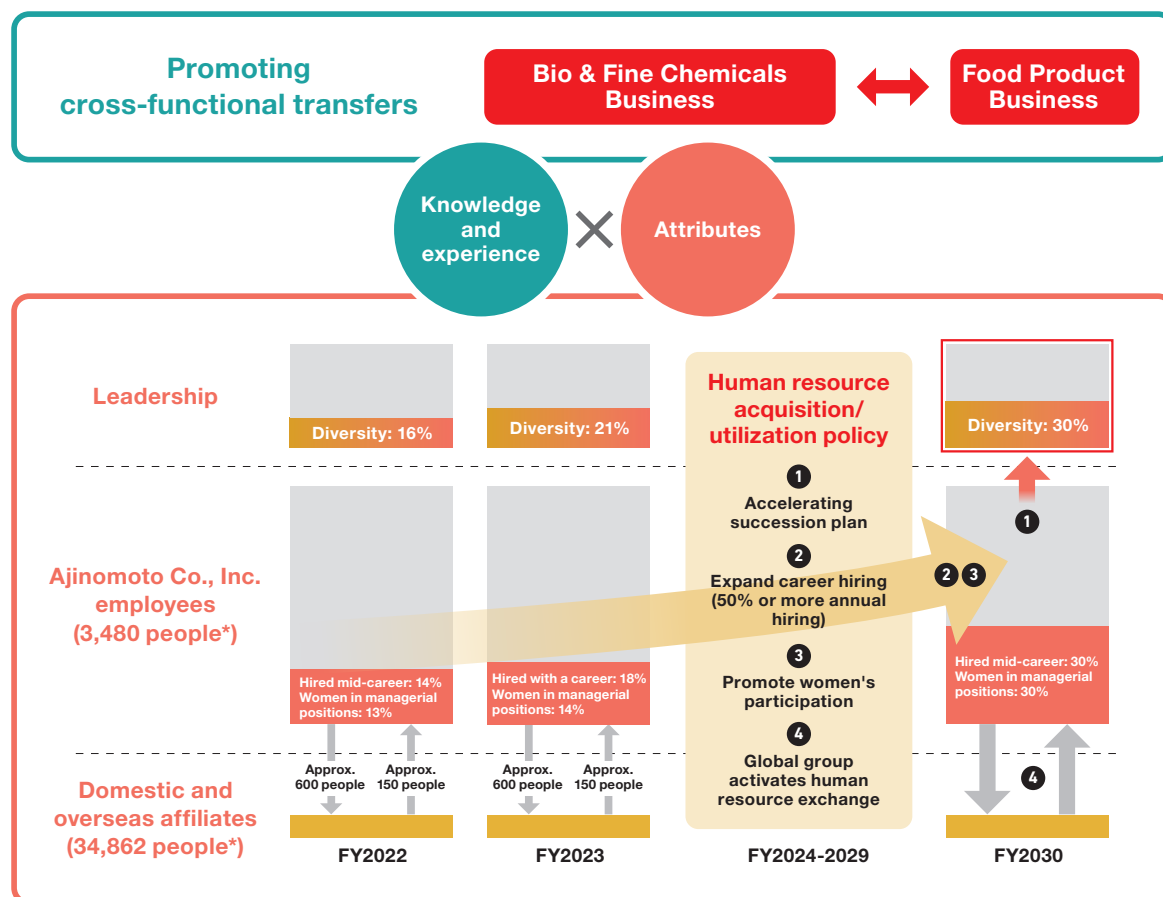 Promoting
cross-functional transfers
Bio & Fine Chemicals
Business
Food Product
Business
Knowledge
and
experience
Attributes
Leadership
Diversity: 16%
Diversity: 21%
Human resource
acquisition/
utilization policy
Diversity: 30%
1
Accelerating
succession plan
2
Expand career hiring
(50% or more annual
hiring)
3
Promote women's
participation
4
Global group
activates human
resource exchange
1
2 3
Ajinomoto Co., Inc.
employees
(3,480 people*)
Hired mid-career: 14%
Women in managerial
positions: 13%
Hired with a career: 18%
Women in managerial
positions: 14%
Hired mid-career: 30%
Women in managerial
positions: 30%
Domestic and
overseas affiliates
(34,862 people*)
Approx.
600 people
Approx.
150 people
Approx.
600 people
Approx.
150 people
4
FY2022
FY2023
FY2024-2029
FY2030